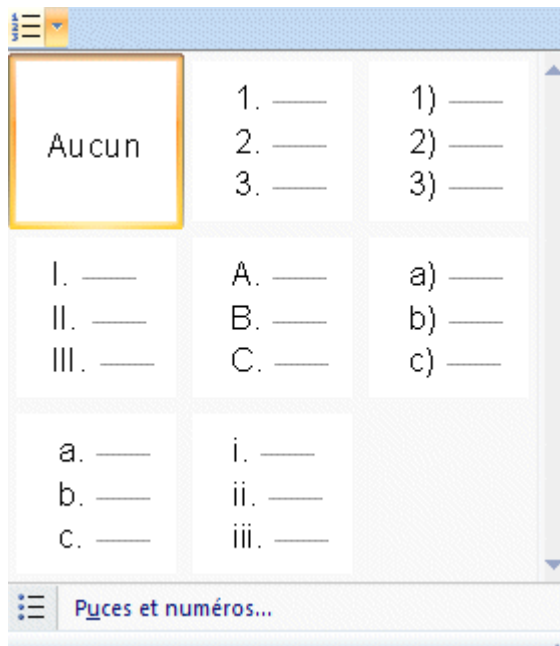 Aucun
1.
2.
3.
1)
2)
3)
I.
II.
III.
A.
B.
C.
a)
b)
c)
a.
b.
c.
i.
ii.
iii.
Puces et numéros...